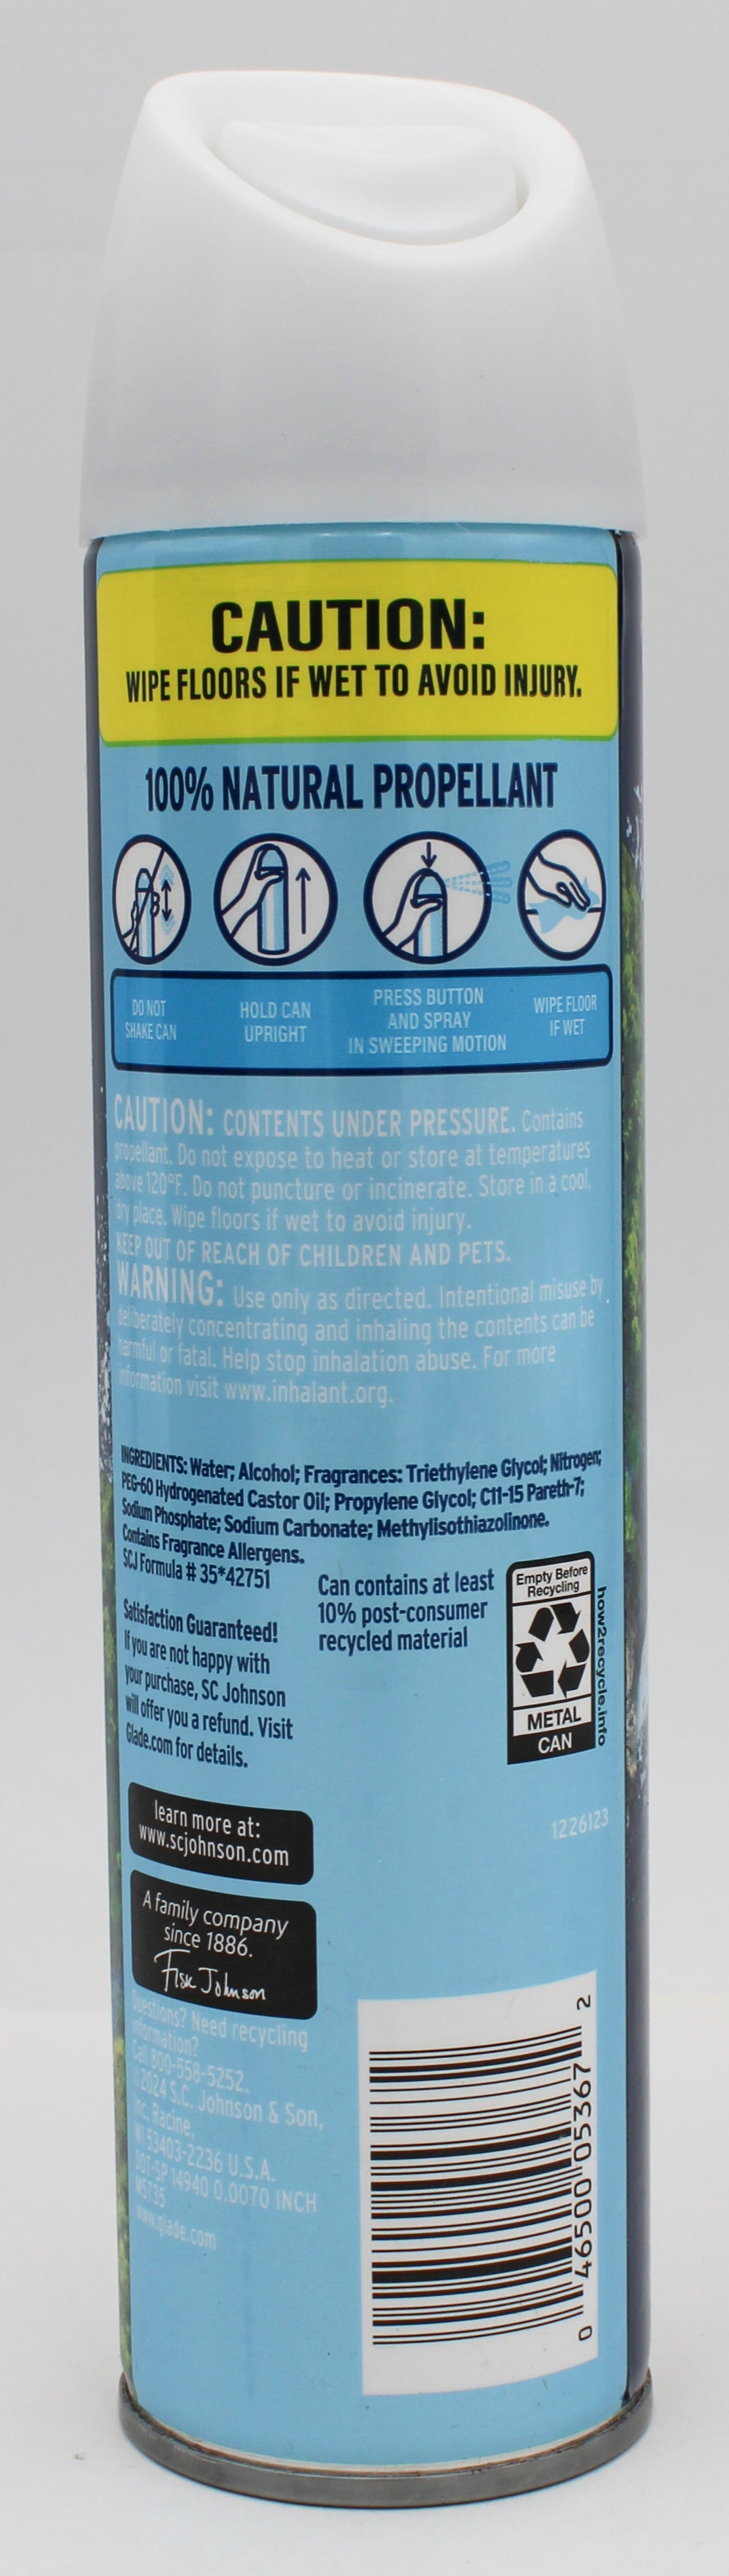 CAUTION:
WIPE FLOORS IF WET TO AVOID INJURY.
100% NATURAL PROPELLANT
DO NOT
SHAKE CAN
HOLD CAN
UPRIGHT
PRESS BUTTON
AND SPRAY
IN SWEEPING MOTION
WIPE FLOOR
IF WET
CAUTION: CONTENTS UNDER PRESSURE. Contains
propellant. Do not expose to heat or store at temperatures
above 120°F. Do not puncture or incinerate. Store in a cool,
dry place. Wipe floors if wet to avoid injury.
KEEP OUT OF REACH OF CHILDREN AND PETS.
WARNING: Use only as directed. Intentional misuse by
deliberately concentrating and inhaling the contents can be
harmful or fatal. Help stop inhalation abuse. For more
information visit www.inhalant.org.
INGREDIENTS: Water; Alcohol; Fragrances: Triethylene Glycol; Nitrogen;
PEG-60 Hydrogenated Castor Oil; Propylene Glycol; C11-15 Pareth-7;
Sodium Phosphate; Sodium Carbonate; Methylisothiazolinone.
Contains Fragrance Allergens.
SCJ Formula # 35*42751
Can contains at least
10% post-consumer
recycled material
Empty Before
Recycling
METAL
CAN
how2recycle.info
Satisfaction Guaranteed!
If you are not happy with
your purchase, SC Johnson
will offer you a refund. Visit
Glade.com for details.
learn more at:
www.scjohnson.com
1226123
A family company
since 1886.
Fisk Johnson
Questions? Need recycling
information?
Call 800-558-5252.
©2024 S.C. Johnson & Son,
Inc. Racine,
WI 53403-2236 U.S.A.
DOT-SP 14940 0.0070 INCH
M5735
www.glade.com
0 46500 05367 2